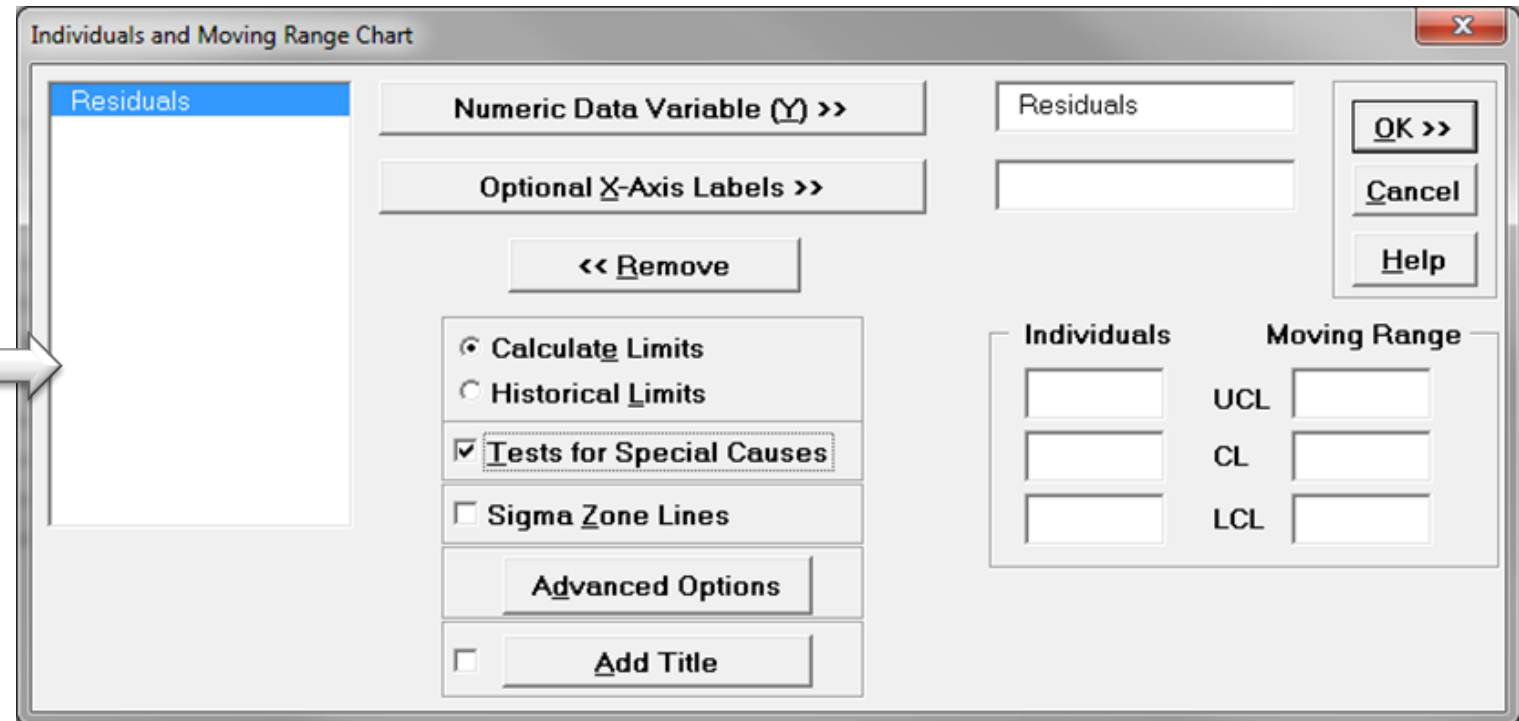 Individuals and Moving Range Chart
Residuals
Numeric Data Variable (Y) >>
Residuals
OK >>
Optional X-Axis Labels >>
Cancel
<< Remove
Help
Calculate Limits
Historical Limits
Tests for Special Causes
Sigma Zone Lines
Advanced Options
Add Title
Individuals Moving Range
UCL
CL
LCL